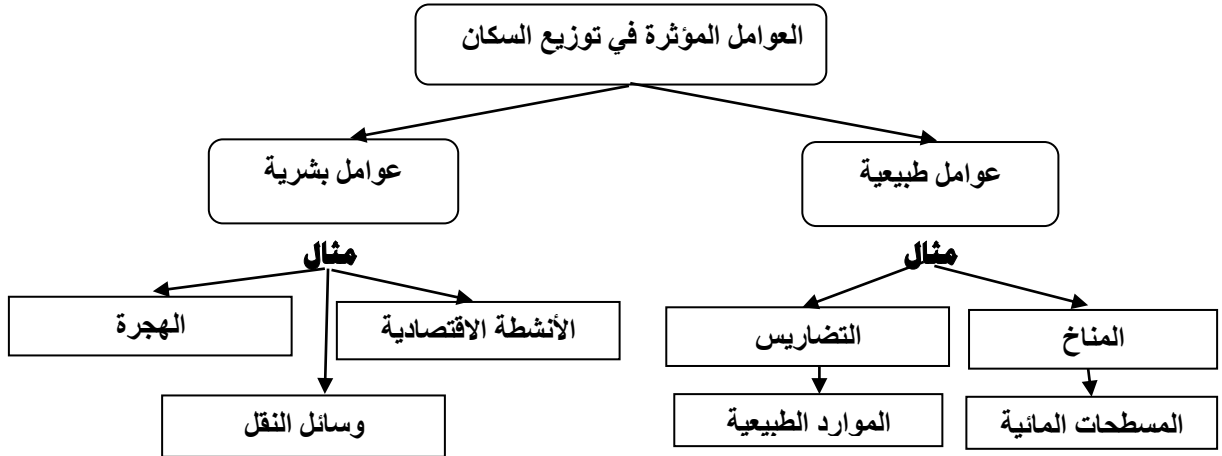 العوامل المؤثرة في توزيع السكان
عوامل طبيعية
عوامل بشرية
مثال
مثال
المناخ
التضاريس
الأنشطة الاقتصادية
الهجرة
المسطحات المائية
الموارد الطبيعية
وسائل النقل